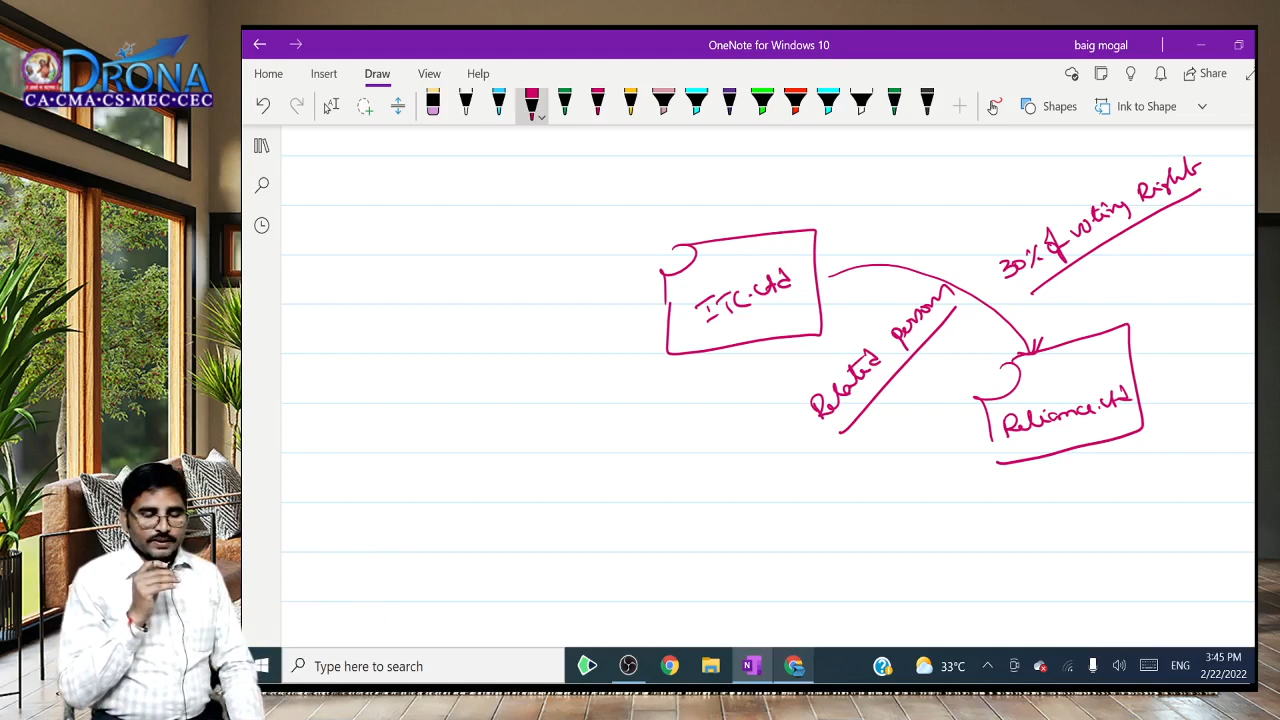 DRONA
CA•CMA•CS•MEC•CEC
OneNote for Windows 10
baig mogal
Home Insert Draw View Help
Share
Shapes
Ink to Shape
30% of voting Rights
ITC.Ltd
Related person
Reliance.Ltd
Type here to search
33°C
ENG
3:45 PM
2/22/2022